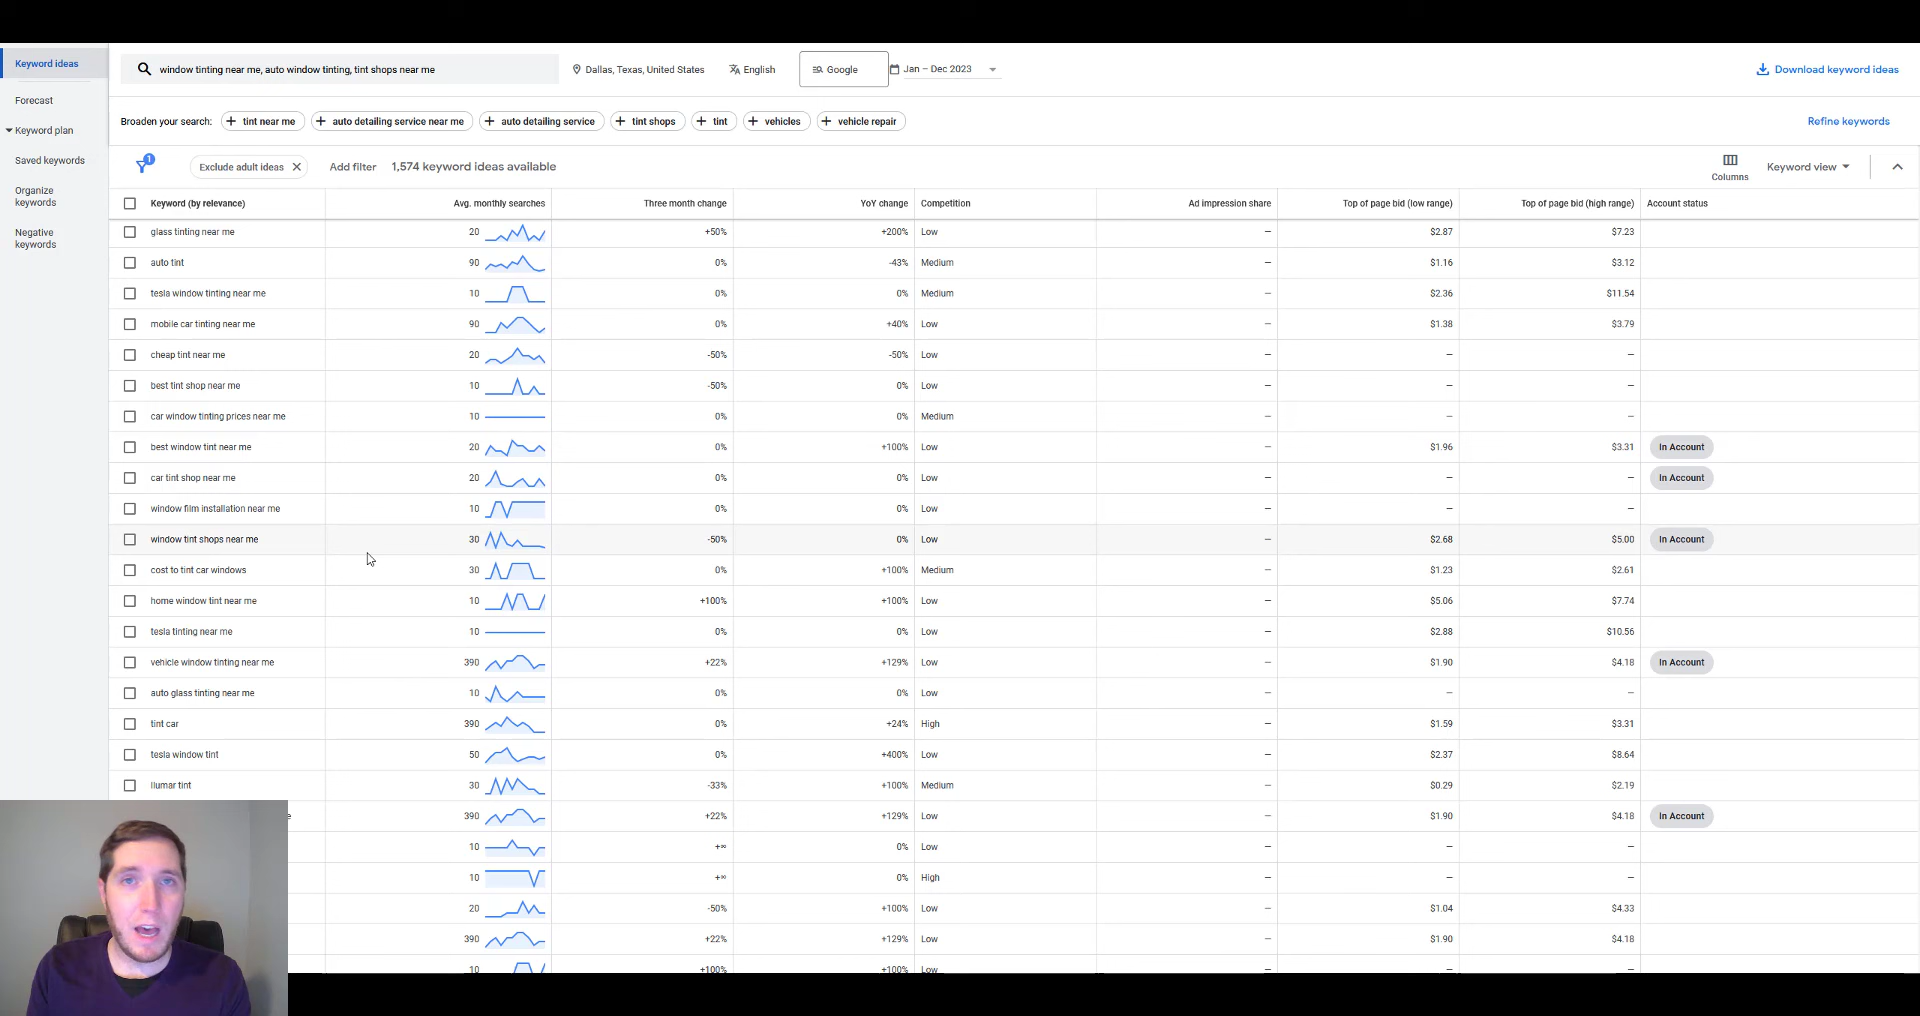 Keyword ideas
Forecast
Keyword plan
Saved keywords
Organize
keywords
Negative
keywords
window tinting near me, auto window tinting, tint shops near me
Dallas, Texas, United States
English
Google
Jan – Dec 2023
Download keyword ideas
Broaden your search:
tint near me
auto detailing service near me
auto detailing service
tint shops
tint
vehicles
vehicle repair
Refine keywords
1
Exclude adult ideas
Add filter
1,574 keyword ideas available
Columns
Keyword view
Keyword (by relevance) Avg. monthly searches Three month change YoY change Competition Ad impression share Top of page bid (low range) Top of page bid (high range) Account status
glass tinting near me 20 +50% +200% Low – $2.87 $7.23
auto tint 90 0% -43% Medium – $1.16 $3.12
tesla window tinting near me 10 0% 0% Medium – $2.36 $11.54
mobile car tinting near me 90 0% +40% Low – $1.38 $3.79
cheap tint near me 20 -50% -50% Low – – –
best tint shop near me 10 -50% 0% Low – – –
car window tinting prices near me 10 0% 0% Medium – – –
best window tint near me 20 0% +100% Low – $1.96 $3.31 In Account
car tint shop near me 20 0% 0% Low – – – In Account
window film installation near me 10 0% 0% Low – – –
window tint shops near me 30 -50% 0% Low – $2.68 $5.00 In Account
cost to tint car windows 30 0% +100% Medium – $1.23 $2.61
home window tint near me 10 +100% +100% Low – $5.06 $7.74
tesla tinting near me 10 0% 0% Low – $2.88 $10.56
vehicle window tinting near me 390 +22% +129% Low – $1.90 $4.18 In Account
auto glass tinting near me 10 0% 0% Low – – –
tint car 390 0% +24% High – $1.59 $3.31
tesla window tint 50 0% +400% Low – $2.37 $8.64
llumar tint 30 -33% +100% Medium – $0.29 $2.19
e 390 +22% +129% Low – $1.90 $4.18 In Account
10 +∞ 0% Low – – –
10 +∞ 0% High – – –
20 -50% +100% Low – $1.04 $4.33
390 +22% +129% Low – $1.90 $4.18
10 +100% +100% Low – – –